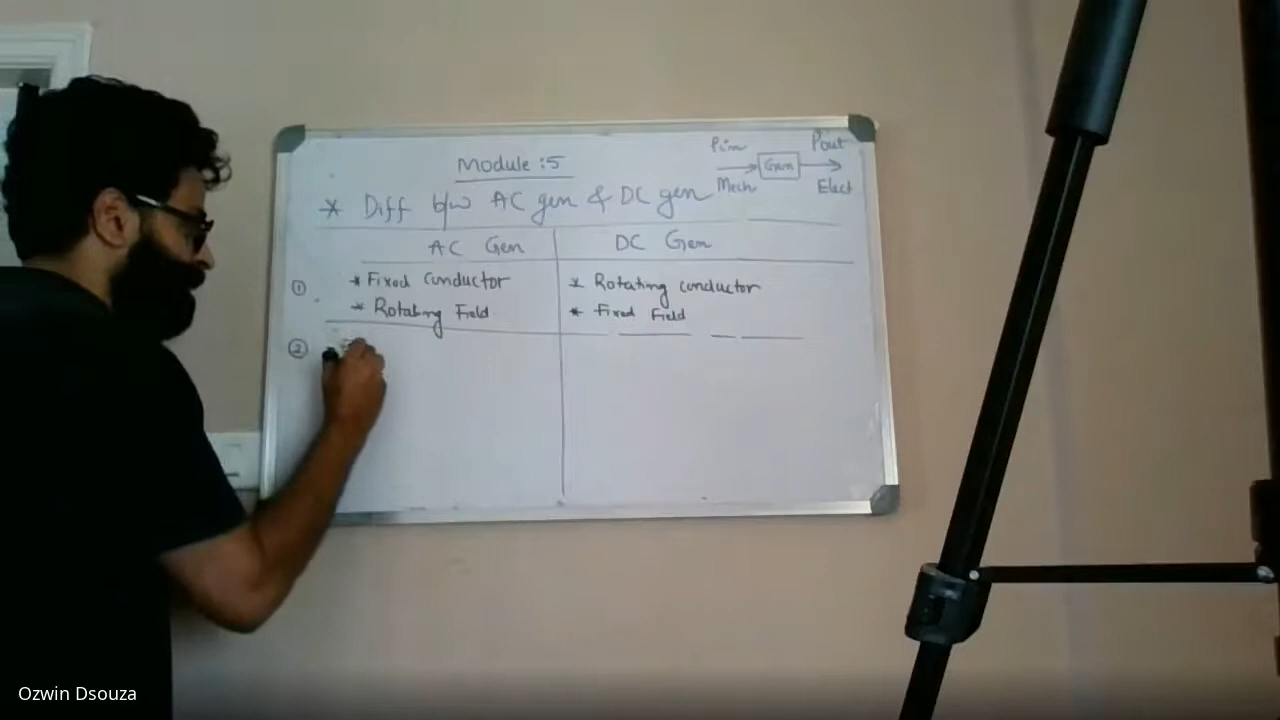 Module :5
Pin Pout
Gen
Mech Elect
* Diff b/w AC gen & DC gen
AC Gen DC Gen
① * Fixed Conductor * Rotating conductor
* Rotating Field * Fixed Field
②
Ozwin Dsouza